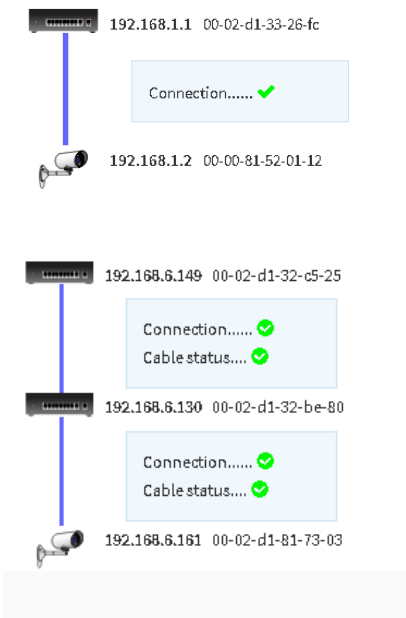 192.168.1.1 00-02-d1-33-26-fc
Connection......
192.168.1.2 00-00-81-52-01-12
192.168.6.149 00-02-d1-32-c5-25
Connection......
Cable status....
192.168.6.130 00-02-d1-32-be-80
Connection......
Cable status....
192.168.6.161 00-02-d1-81-73-03